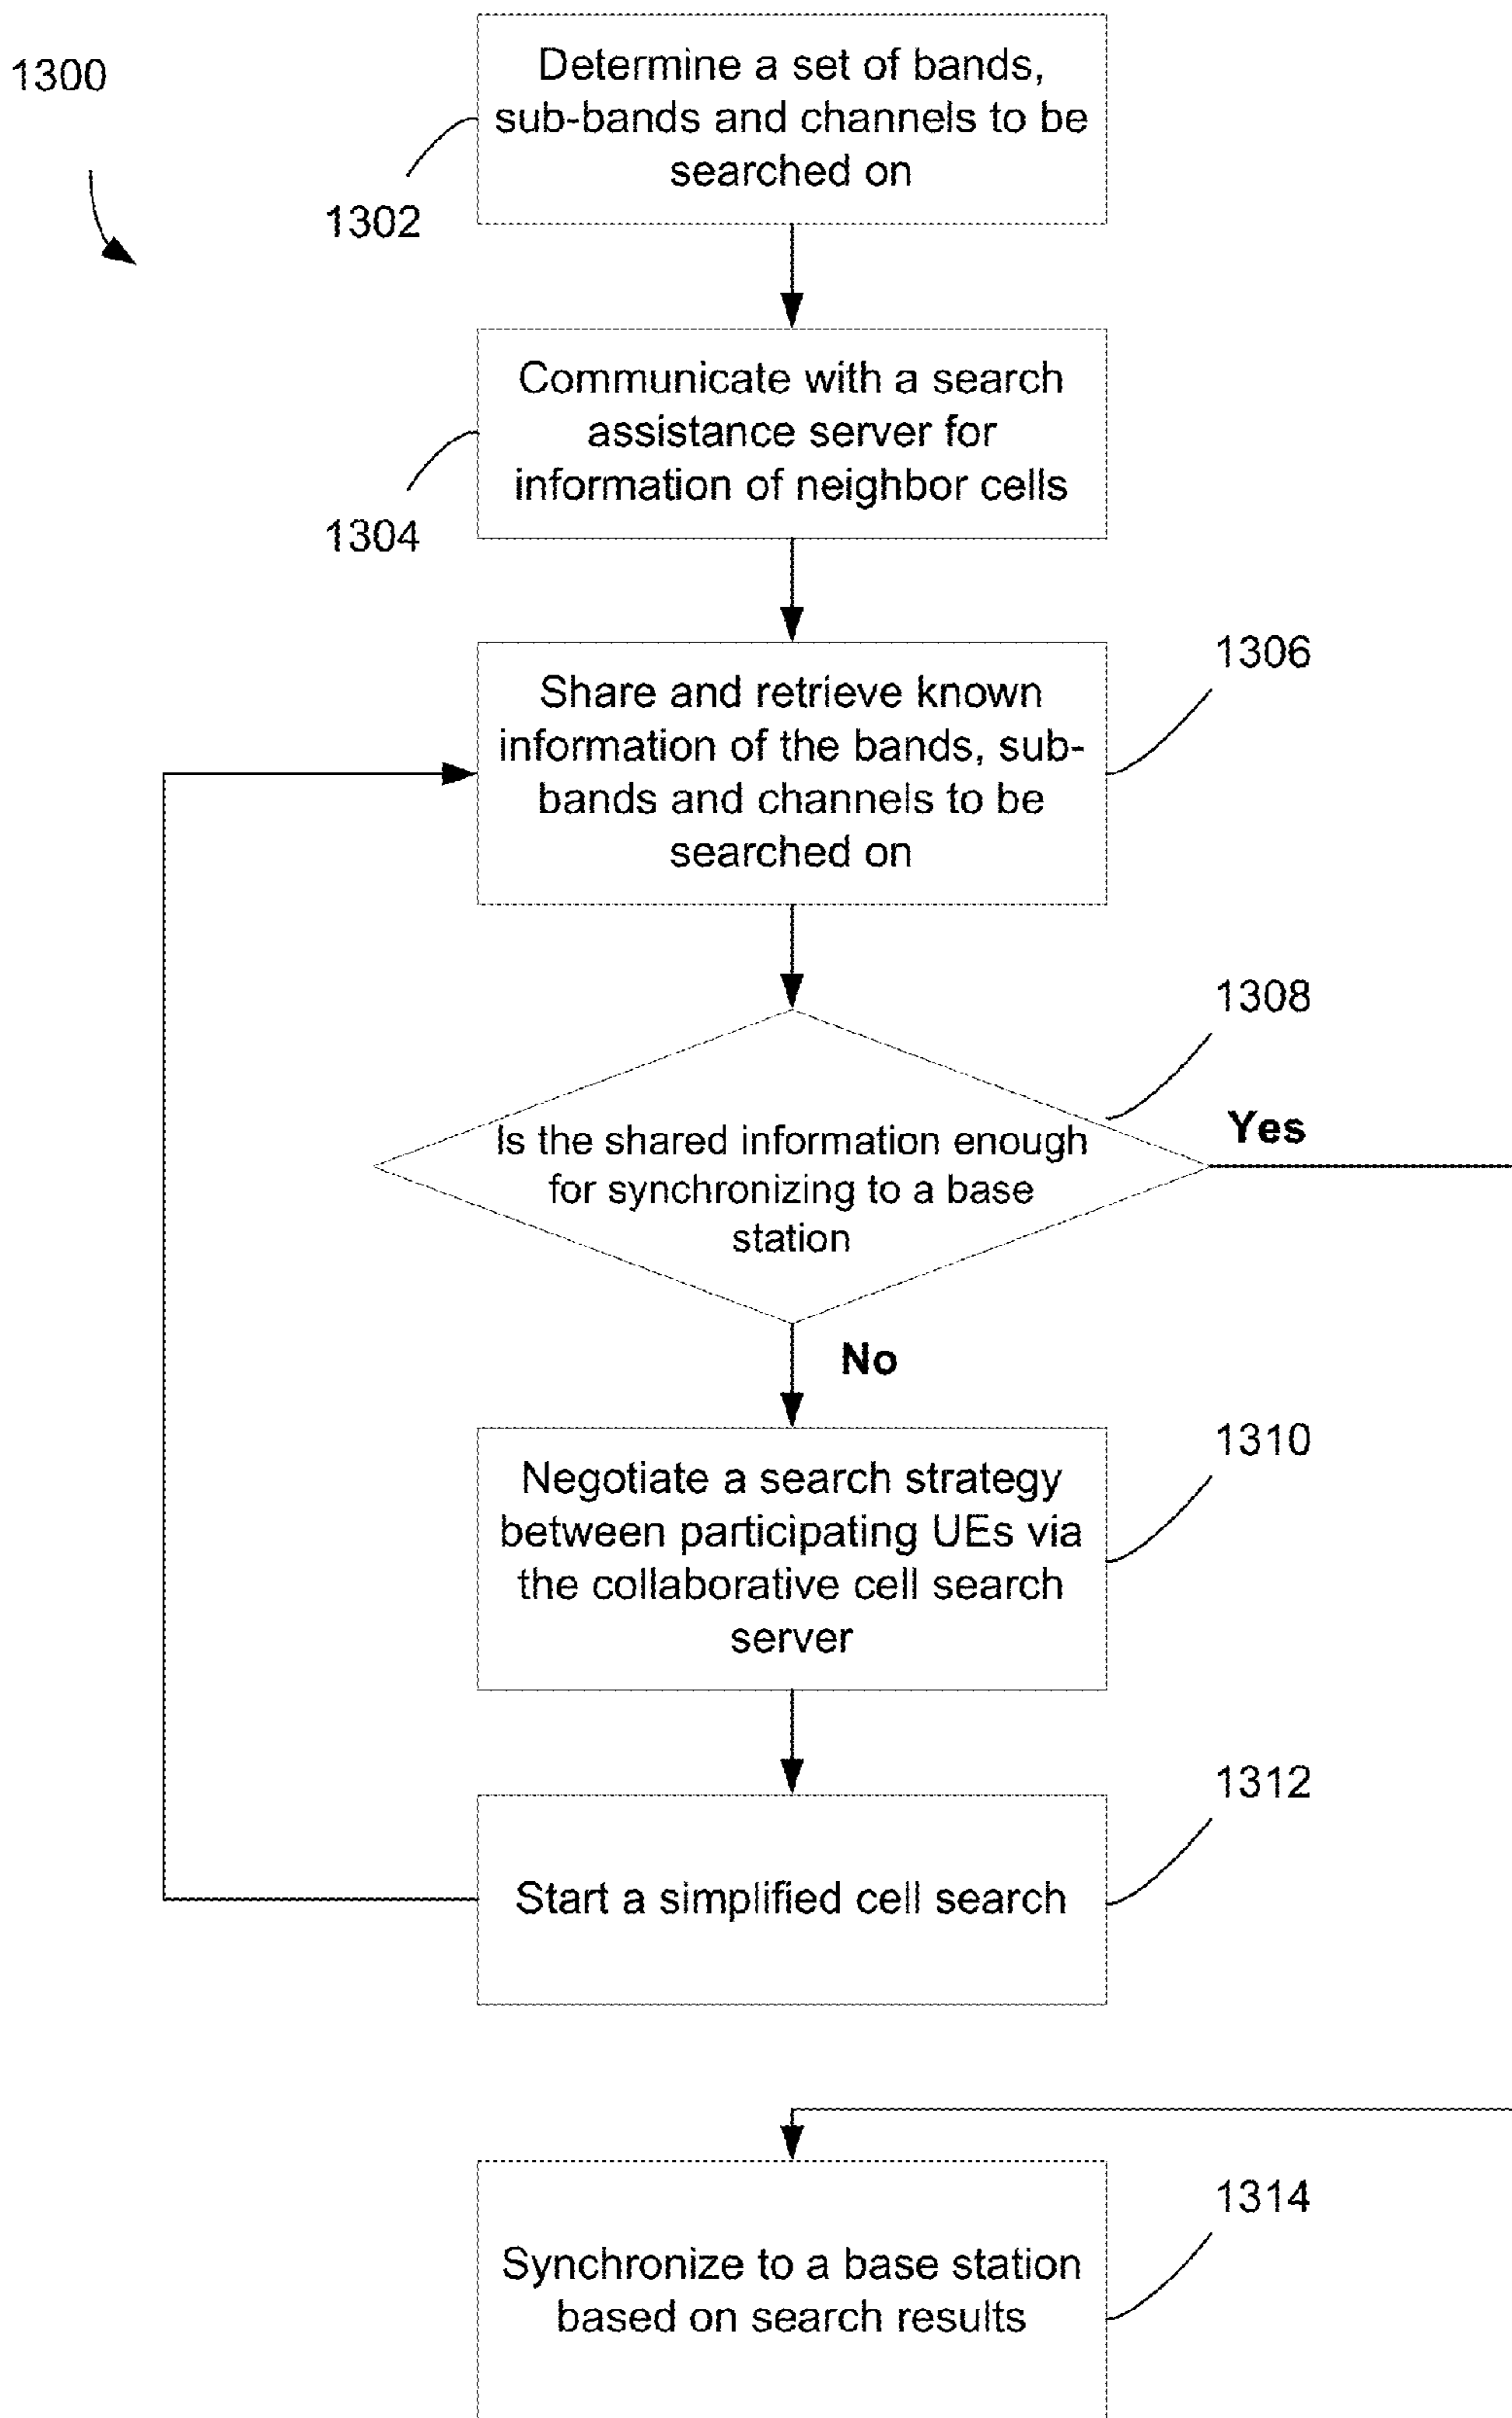 1300
Determine a set of bands,
sub-bands and channels to be
searched on
1302
Communicate with a search
assistance server for
information of neighbor cells
1304
1306
Share and retrieve known
information of the bands, sub-
bands and channels to be
searched on
1308
Is the shared information enough
for synchronizing to a base
station
Yes
No
1310
Negotiate a search strategy
between participating UEs via
the collaborative cell search
server
1312
Start a simplified cell search
1314
Synchronize to a base station
based on search results